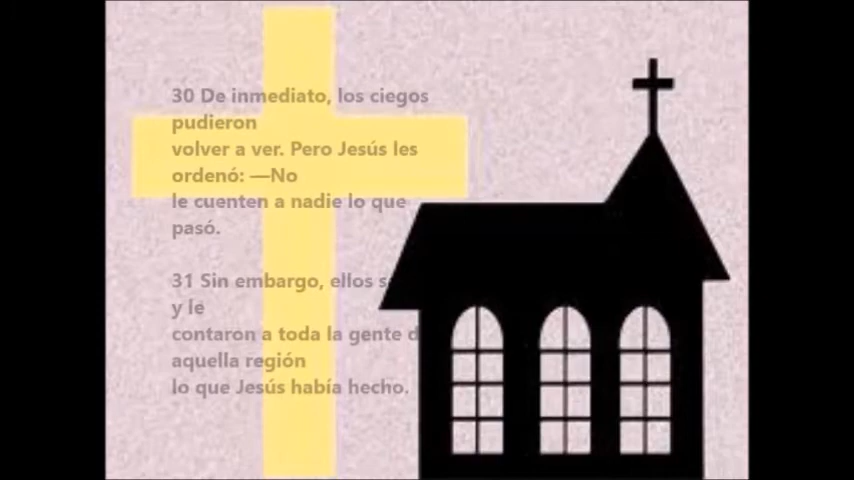 30 De inmediato, los ciegos
pudieron
volver a ver. Pero Jesús les
ordenó: —No
le cuenten a nadie lo que
pasó.
31 Sin embargo, ellos
y le
contaron a toda la gente
aquella región
lo que Jesús había hecho.